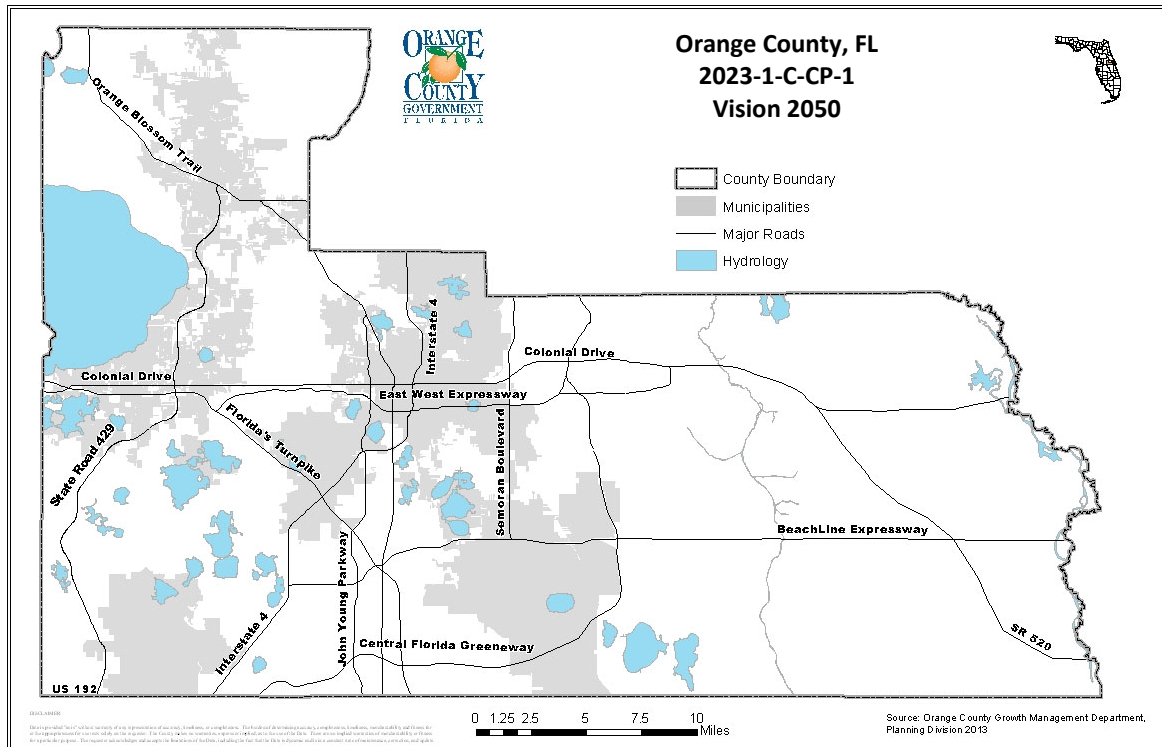 ORANGE
COUNTY
GOVERNMENT
FLORIDA
Orange County, FL
2023-1-C-CP-1
Vision 2050
County Boundary
Municipalities
Major Roads
Hydrology
Orange Blossom Trail
Interstate 4
Colonial Drive
Colonial Drive
East West Expressway
Florida's Turnpike
State Road 429
Semoran Boulevard
BeachLine Expressway
John Young Parkway
Interstate 4
Central Florida Greeneway
SR 520
US 192
DISCLAIMER
0 1.25 2.5 5 7.5 10
Miles
Source: Orange County Growth Management Department,
Planning Division 2013